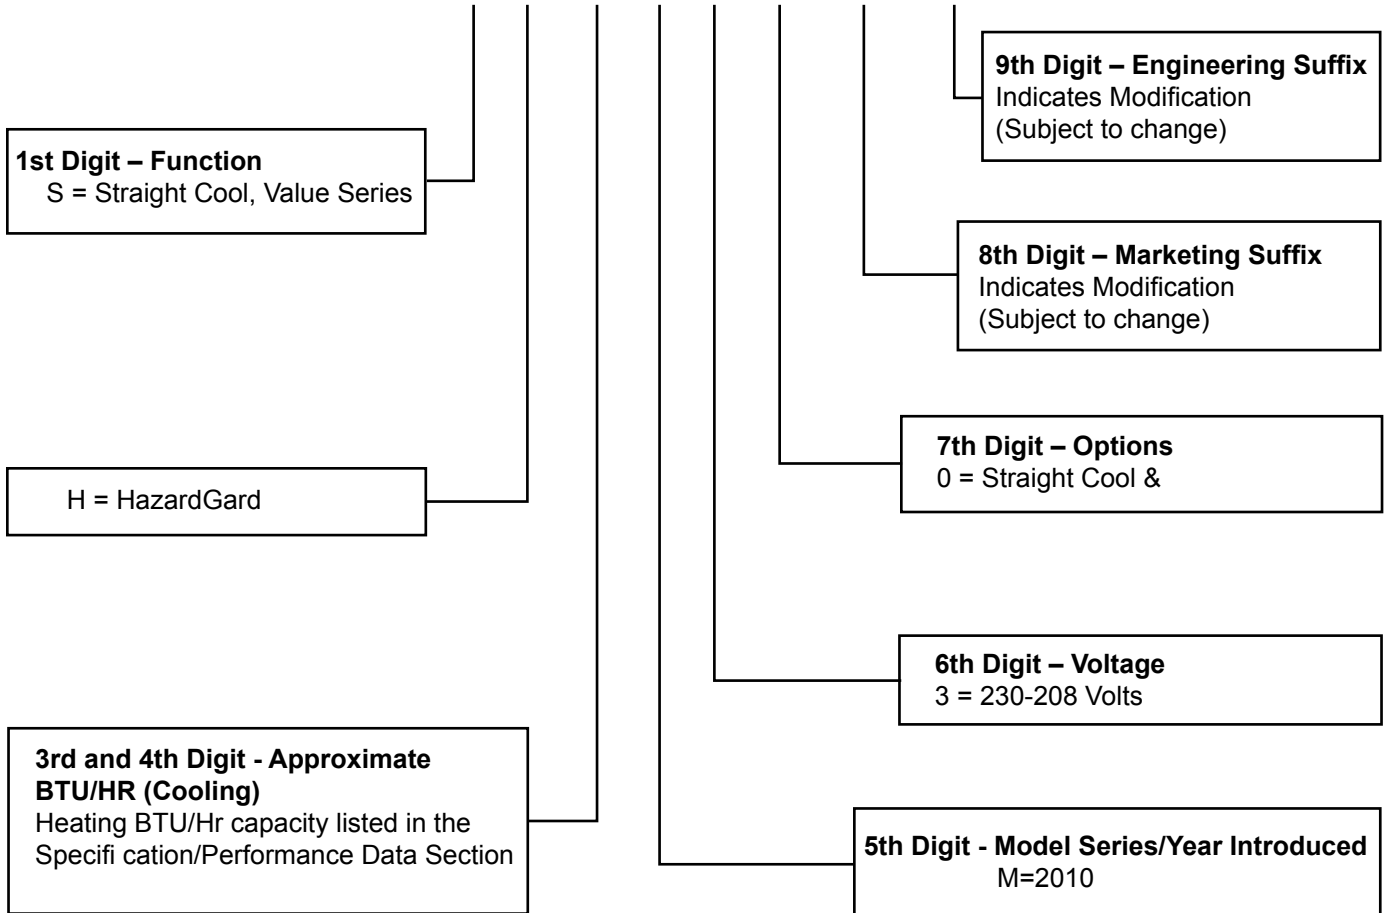 9th Digit – Engineering Suffix
Indicates Modification
(Subject to change)
1st Digit – Function
S = Straight Cool, Value Series
8th Digit – Marketing Suffix
Indicates Modification
(Subject to change)
7th Digit – Options
0 = Straight Cool &
H = HazardGard
6th Digit – Voltage
3 = 230-208 Volts
3rd and 4th Digit - Approximate
BTU/HR (Cooling)
Heating BTU/Hr capacity listed in the
Specifi cation/Performance Data Section
5th Digit - Model Series/Year Introduced
M=2010